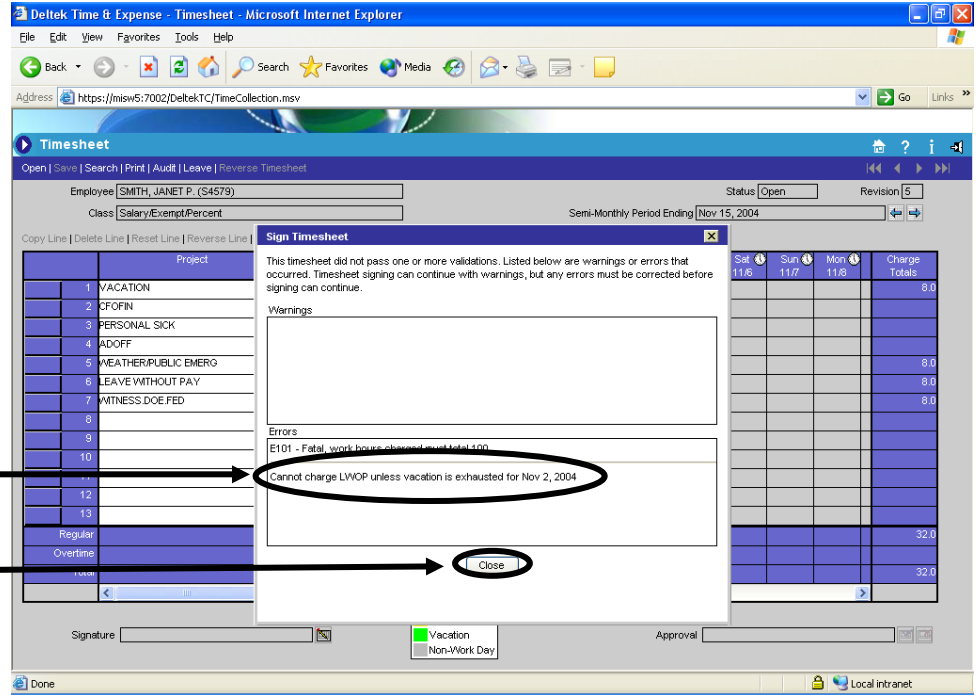 Deltek Time & Expense - Timesheet - Microsoft Internet Explorer
File Edit View Favorites Tools Help
Back Search Favorites Media
Address https://misw5:7002/DeltekTC/TimeCollection.msv Go Links »
Timesheet ? i
Open | Save | Search | Print | Audit | Leave | Reverse Timesheet
Employee SMITH, JANET P. (S4579) Status Open Revision 5
Class Salary/Exempt/Percent Semi-Monthly Period Ending Nov 15, 2004
Copy Line | Delete Line | Reset Line | Reverse Line |
Sign Timesheet
This timesheet did not pass one or more validations. Listed below are warnings or errors that
occurred. Timesheet signing can continue with warnings, but any errors must be corrected before
signing can continue.
Warnings
Errors
E101 - Fatal, work hours charged must total 100
Cannot charge LWOP unless vacation is exhausted for Nov 2, 2004
Close
Project Sat 11/6 Sun 11/7 Mon 11/8 Charge Totals
1 VACATION 8.0
2 CFOFIN
3 PERSONAL SICK
4 ADOFF
5 WEATHER/PUBLIC EMERG 8.0
6 LEAVE WITHOUT PAY 8.0
7 WITNESS.DOE.FED 8.0
8
9
10
11
12
13
Regular 32.0
Overtime
Total 32.0
Signature Vacation Approval
Non-Work Day
Done Local intranet